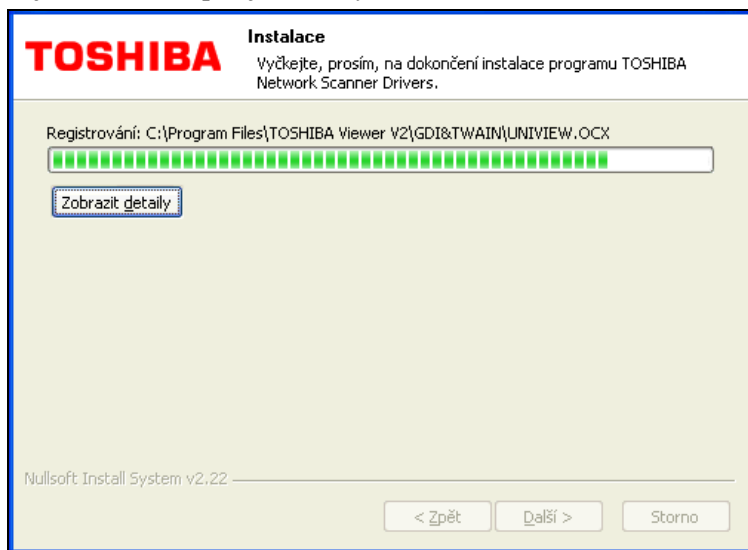 TOSHIBA
Instalace
Vyčkejte, prosím, na dokončení instalace programu TOSHIBA
Network Scanner Drivers.
Registrování: C:\Program Files\TOSHIBA Viewer V2\GDI&TWAIN\UNIVIEW.OCX
Zobrazit detaily
Nullsoft Install System v2.22
< Zpět
Další >
Storno